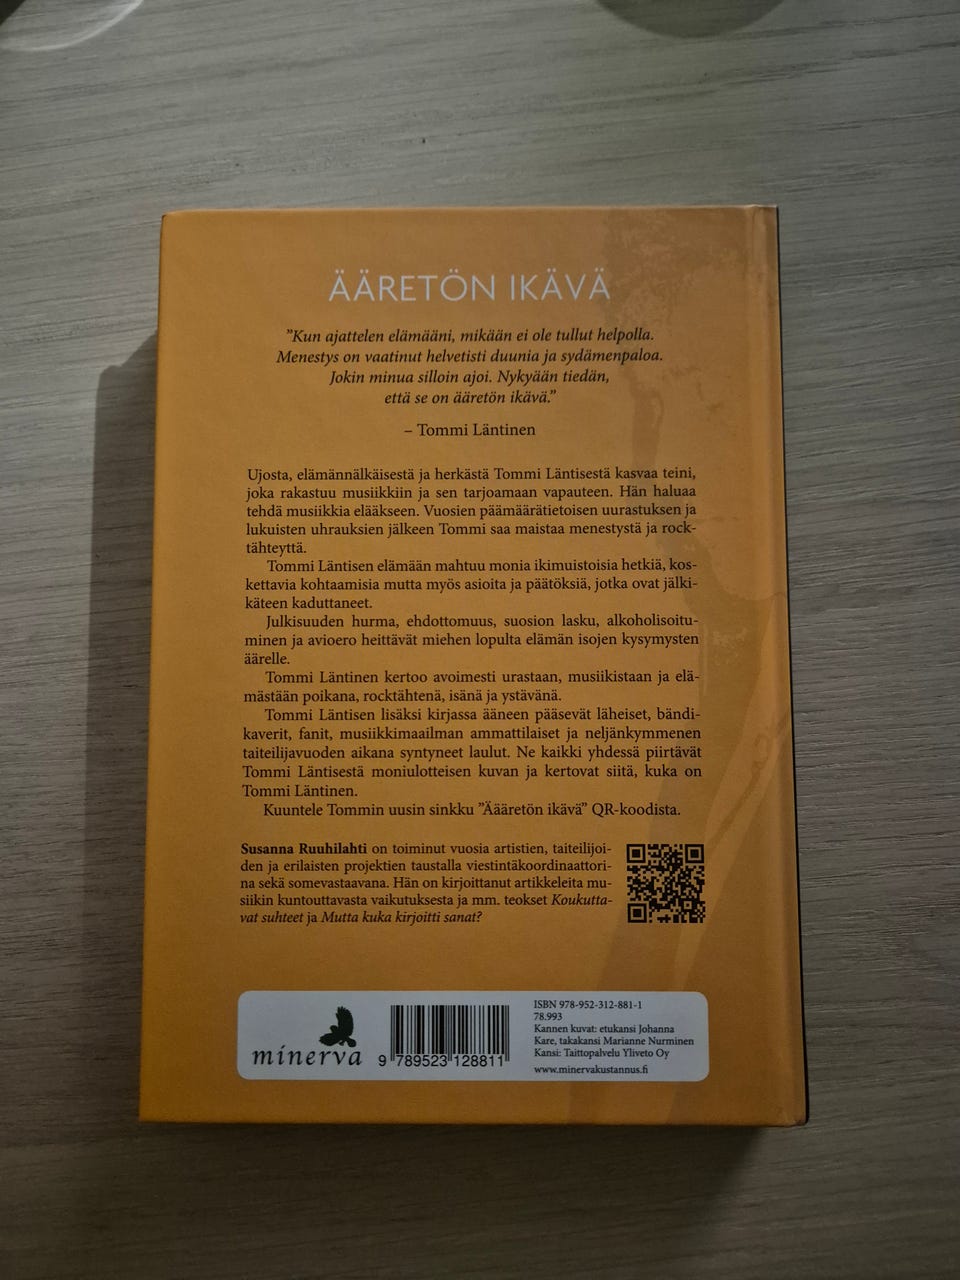 ÄÄRETÖN IKÄVÄ
"Kun ajattelen elämääni, mikään ei ole tullut helpolla.
Menestys on vaatinut helvetisti duunia ja sydämenpaloa.
Jokin minua silloin ajoi. Nykyään tiedän,
että se on ääretön ikävä."
– Tommi Läntinen
Ujosta, elämännälkäisestä ja herkästä Tommi Läntisestä kasvaa teini,
joka rakastuu musiikkiin ja sen tarjoamaan vapauteen. Hän haluaa
tehdä musiikkia elääkseen. Vuosien päämäärätietoisen uurastuksen ja
lukuisten uhrauksien jälkeen Tommi saa maistaa menestystä ja rock-
tähteyttä.
Tommi Läntisen elämään mahtuu monia ikimuistoisia hetkiä, kos-
kettavia kohtaamisia mutta myös asioita ja päätöksiä, jotka ovat jälki-
käteen kaduttaneet.
Julkisuuden hurma, ehdottomuus, suosion lasku, alkoholisoitu-
minen ja avioero heittävät miehen lopulta elämän isojen kysymysten
äärelle.
Tommi Läntinen kertoo avoimesti urastaan, musiikistaan ja elä-
mästään poikana, rocktähtenä, isänä ja ystävänä.
Tommi Läntisen lisäksi kirjassa ääneen pääsevät läheiset, bändi-
kaverit, fanit, musiikkimaailman ammattilaiset ja neljänkymmenen
taiteilijavuoden aikana syntyneet laulut. Ne kaikki yhdessä piirtävät
Tommi Läntisestä moniulotteisen kuvan ja kertovat siitä, kuka on
Tommi Läntinen.
Kuuntele Tommin uusin sinkku "Äääretön ikävä" QR-koodista.
Susanna Ruuhilahti on toiminut vuosia artistien, taiteilijoi-
den ja erilaisten projektien taustalla viestintäkoordinaattori-
na sekä somevastaavana. Hän on kirjoittanut artikkeleita mu-
siikin kuntouttavasta vaikutuksesta ja mm. teokset Koukutta-
vat suhteet ja Mutta kuka kirjoitti sanat?
minerva
9 789523 128811
ISBN 978-952-312-881-1
78.993
Kannen kuvat: etukansi Johanna
Kare, takakansi Marianne Nurminen
Kansi: Taittopalvelu Yliveto Oy
www.minervakustannus.fi